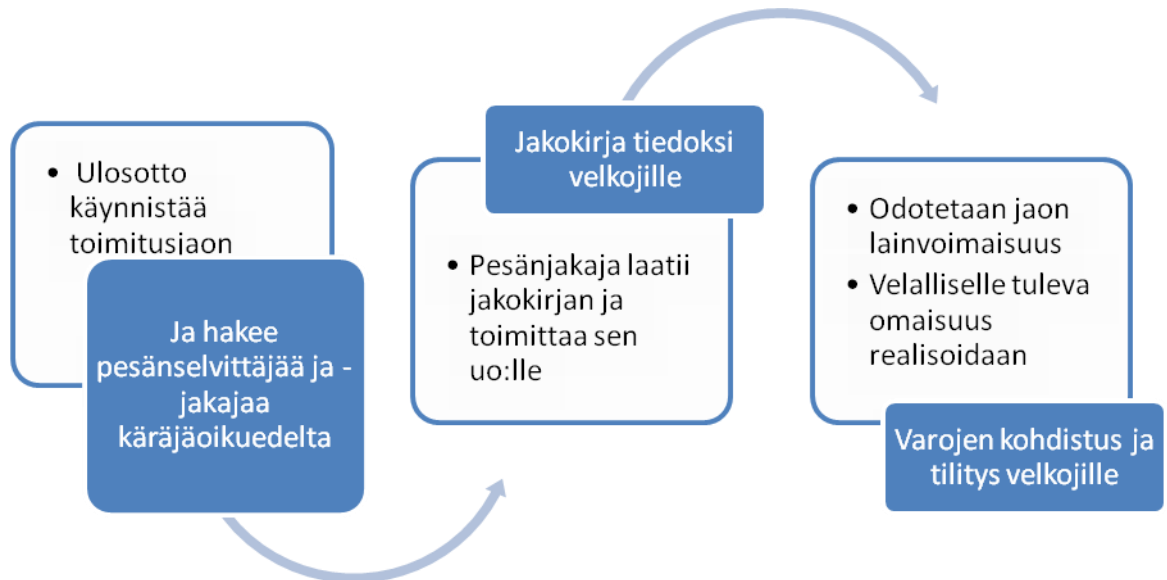 • Ulosotto
käynnistää
toimitusjaon
Ja hakee
pesänselvittäjää ja -
jakajaa
käräjäoikuedelta
Jakokirja tiedoksi
velkojille
• Pesänjakaja laatii
jakokirjan ja
toimittaa sen
uo:lle
• Odotetaan jaon
lainvoimaisuus
• Velalliselle tuleva
omaisuus
realisoidaan
Varojen kohdistus ja
tilitys velkojille